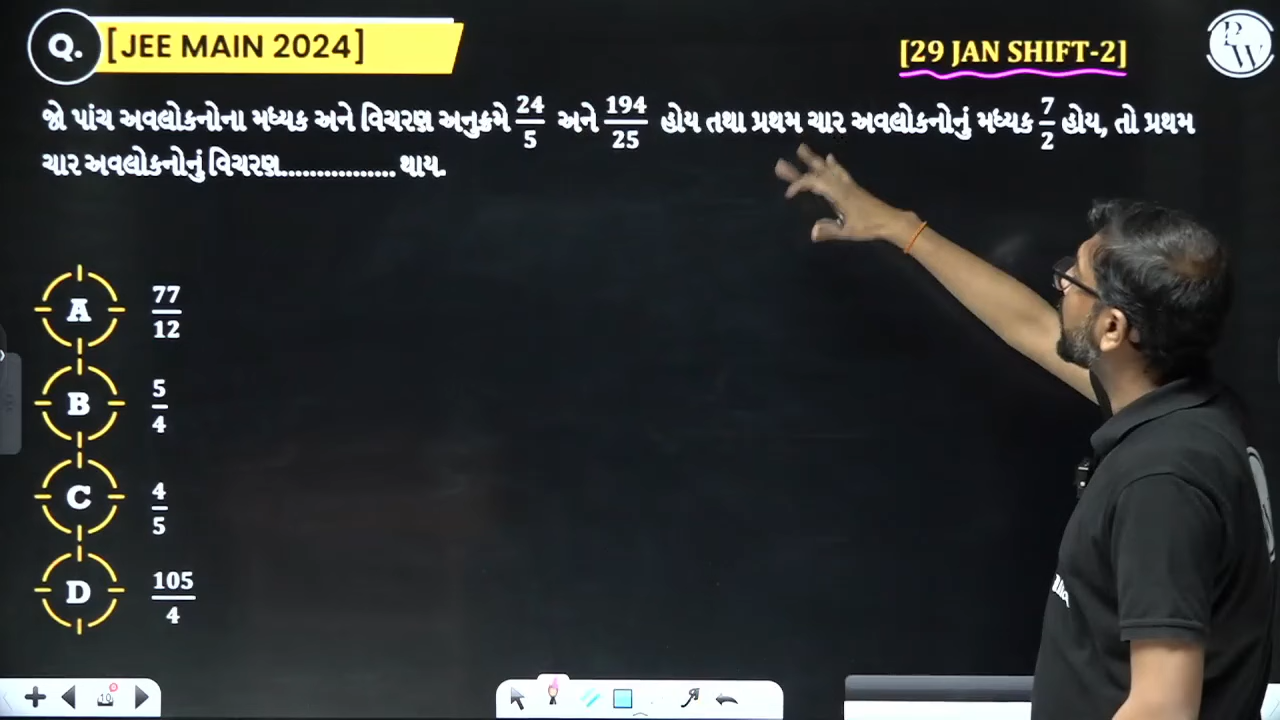 Q. [JEE MAIN 2024]
[29 JAN SHIFT-2]
PW
જો પાંચ અવલોકનોના મધ્યક અને વિચરણ અનુક્રમે 24/5 અને 194/25 હોય તથા પ્રથમ ચાર અવલોકનોનું મધ્યક 7/2 હોય, તો પ્રથમ
ચાર અવલોકનોનું વિચરણ................ થાય.
A 77/12
B 5/4
C 4/5
D 105/4
10